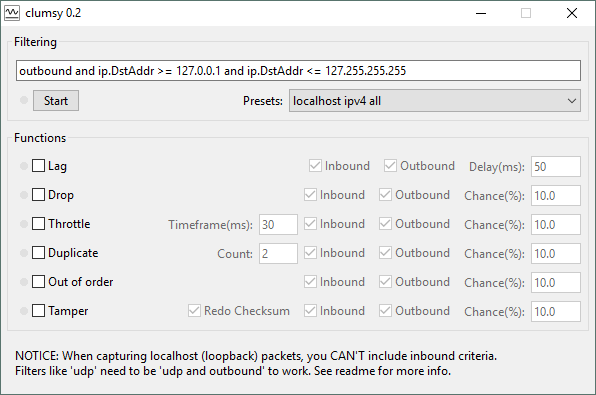 clumsy 0.2
Filtering
outbound and ip.DstAddr >= 127.0.0.1 and ip.DstAddr <= 127.255.255.255
Start Presets: localhost ipv4 all
Functions
Lag Inbound Outbound Delay(ms): 50
Drop Inbound Outbound Chance(%): 10.0
Throttle Timeframe(ms): 30 Inbound Outbound Chance(%): 10.0
Duplicate Count: 2 Inbound Outbound Chance(%): 10.0
Out of order Inbound Outbound Chance(%): 10.0
Tamper Redo Checksum Inbound Outbound Chance(%): 10.0
NOTICE: When capturing localhost (loopback) packets, you CAN'T include inbound criteria.
Filters like 'udp' need to be 'udp and outbound' to work. See readme for more info.